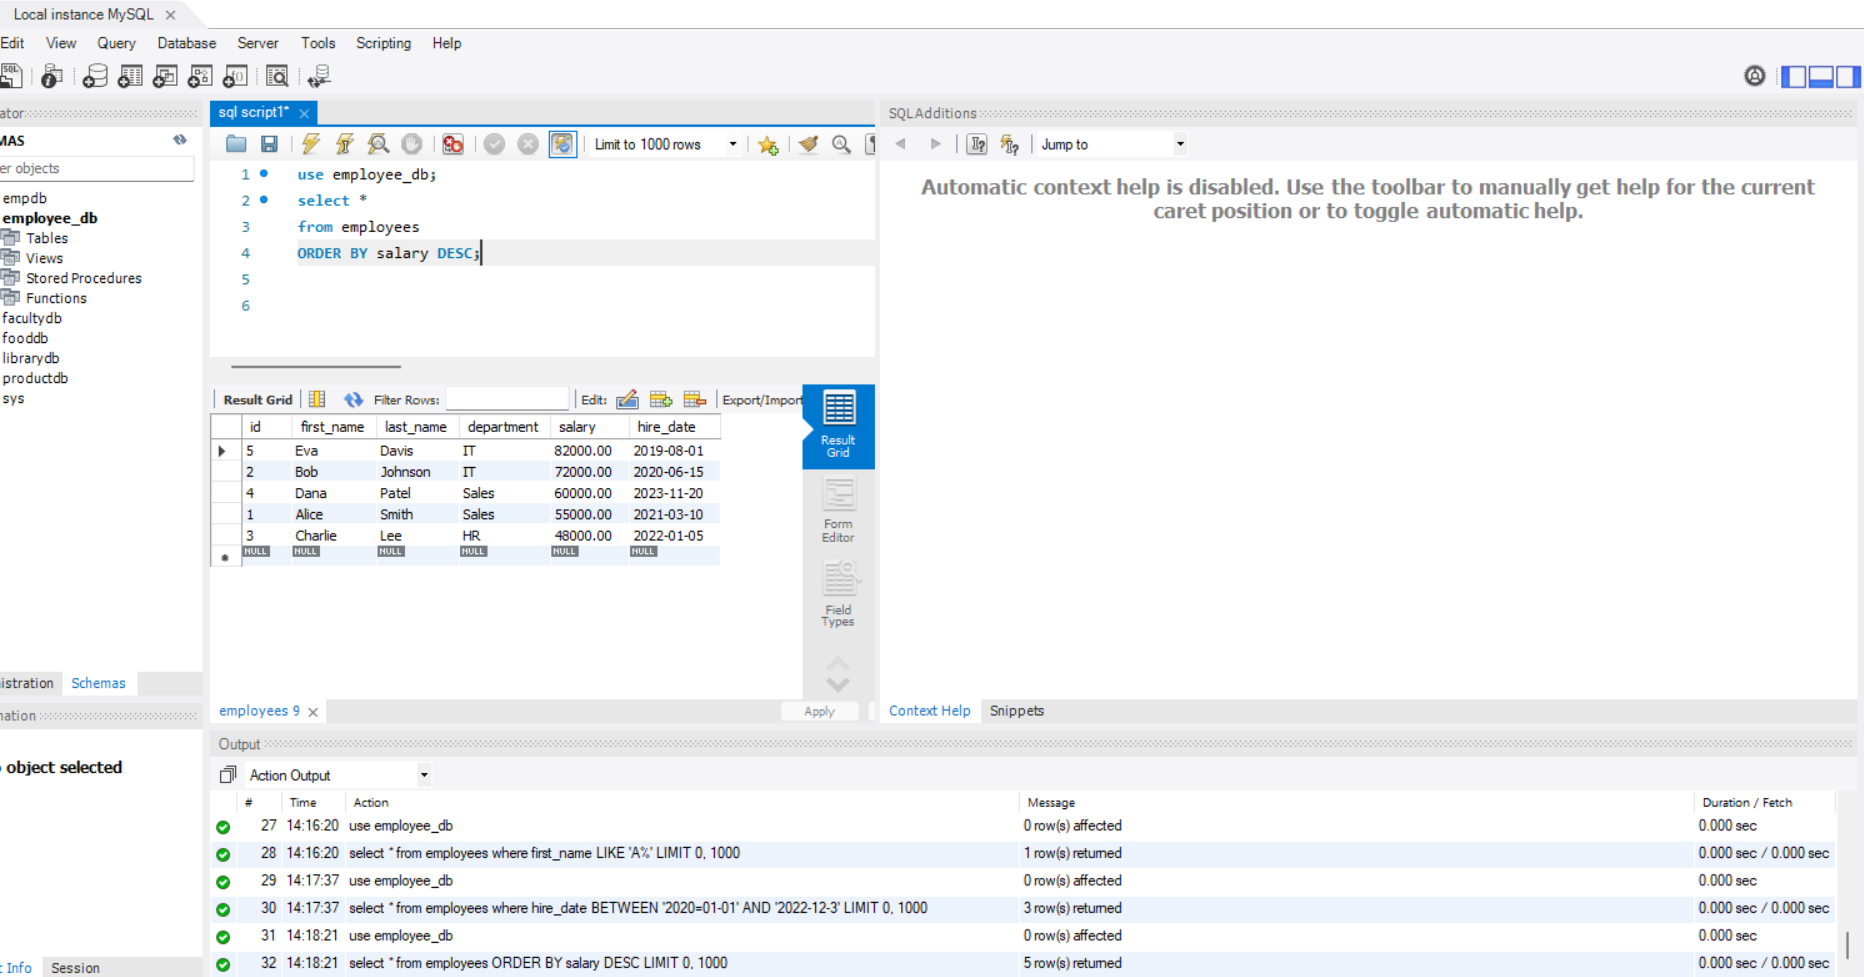 Local instance MySQL
Edit View Query Database Server Tools Scripting Help
ator
MAS
er objects
empdb
employee_db
Tables
Views
Stored Procedures
Functions
facultydb
fooddb
librarydb
productdb
sys
istration Schemas
mation
object selected
t Info Session
sql script1*
Limit to 1000 rows
1 use employee_db;
2 select *
3 from employees
4 ORDER BY salary DESC;
5
6
Result Grid Filter Rows: Edit: Export/Import
id first_name last_name department salary hire_date
5 Eva Davis IT 82000.00 2019-08-01
2 Bob Johnson IT 72000.00 2020-06-15
4 Dana Patel Sales 60000.00 2023-11-20
1 Alice Smith Sales 55000.00 2021-03-10
3 Charlie Lee HR 48000.00 2022-01-05
NULL NULL NULL NULL NULL NULL
Result
Grid
Form
Editor
Field
Types
employees 9 Apply
SQLAdditions
Jump to
Automatic context help is disabled. Use the toolbar to manually get help for the current
caret position or to toggle automatic help.
Context Help Snippets
Output
Action Output
# Time Action Message Duration / Fetch
27 14:16:20 use employee_db 0 row(s) affected 0.000 sec
28 14:16:20 select * from employees where first_name LIKE 'A%' LIMIT 0, 1000 1 row(s) returned 0.000 sec / 0.000 sec
29 14:17:37 use employee_db 0 row(s) affected 0.000 sec
30 14:17:37 select * from employees where hire_date BETWEEN '2020=01-01' AND '2022-12-3' LIMIT 0, 1000 3 row(s) returned 0.000 sec / 0.000 sec
31 14:18:21 use employee_db 0 row(s) affected 0.000 sec
32 14:18:21 select * from employees ORDER BY salary DESC LIMIT 0, 1000 5 row(s) returned 0.000 sec / 0.000 sec